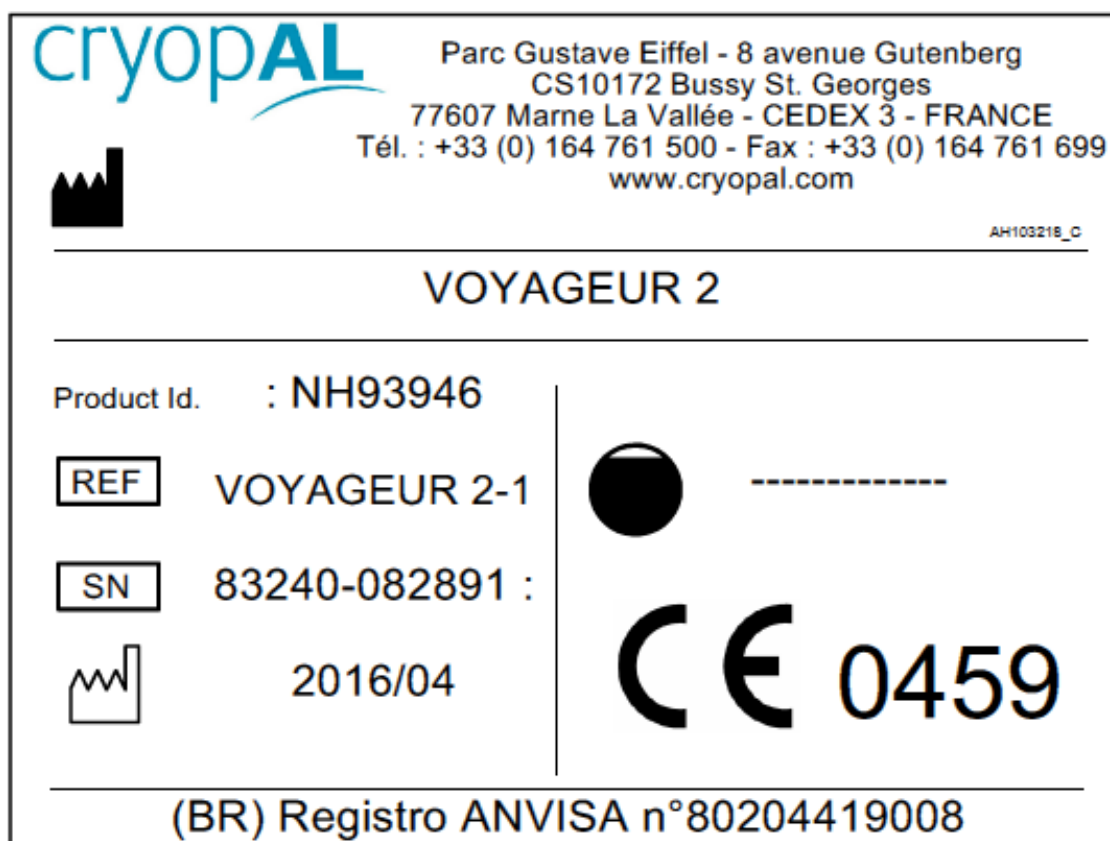 cryopAL
Parc Gustave Eiffel - 8 avenue Gutenberg
CS10172 Bussy St. Georges
77607 Marne La Vallée - CEDEX 3 - FRANCE
Tél. : +33 (0) 164 761 500 - Fax : +33 (0) 164 761 699
www.cryopal.com
AH103218_C
VOYAGEUR 2
Product Id. : NH93946
REF VOYAGEUR 2-1
-------------
SN 83240-082891 :
2016/04
CE 0459
(BR) Registro ANVISA n°80204419008